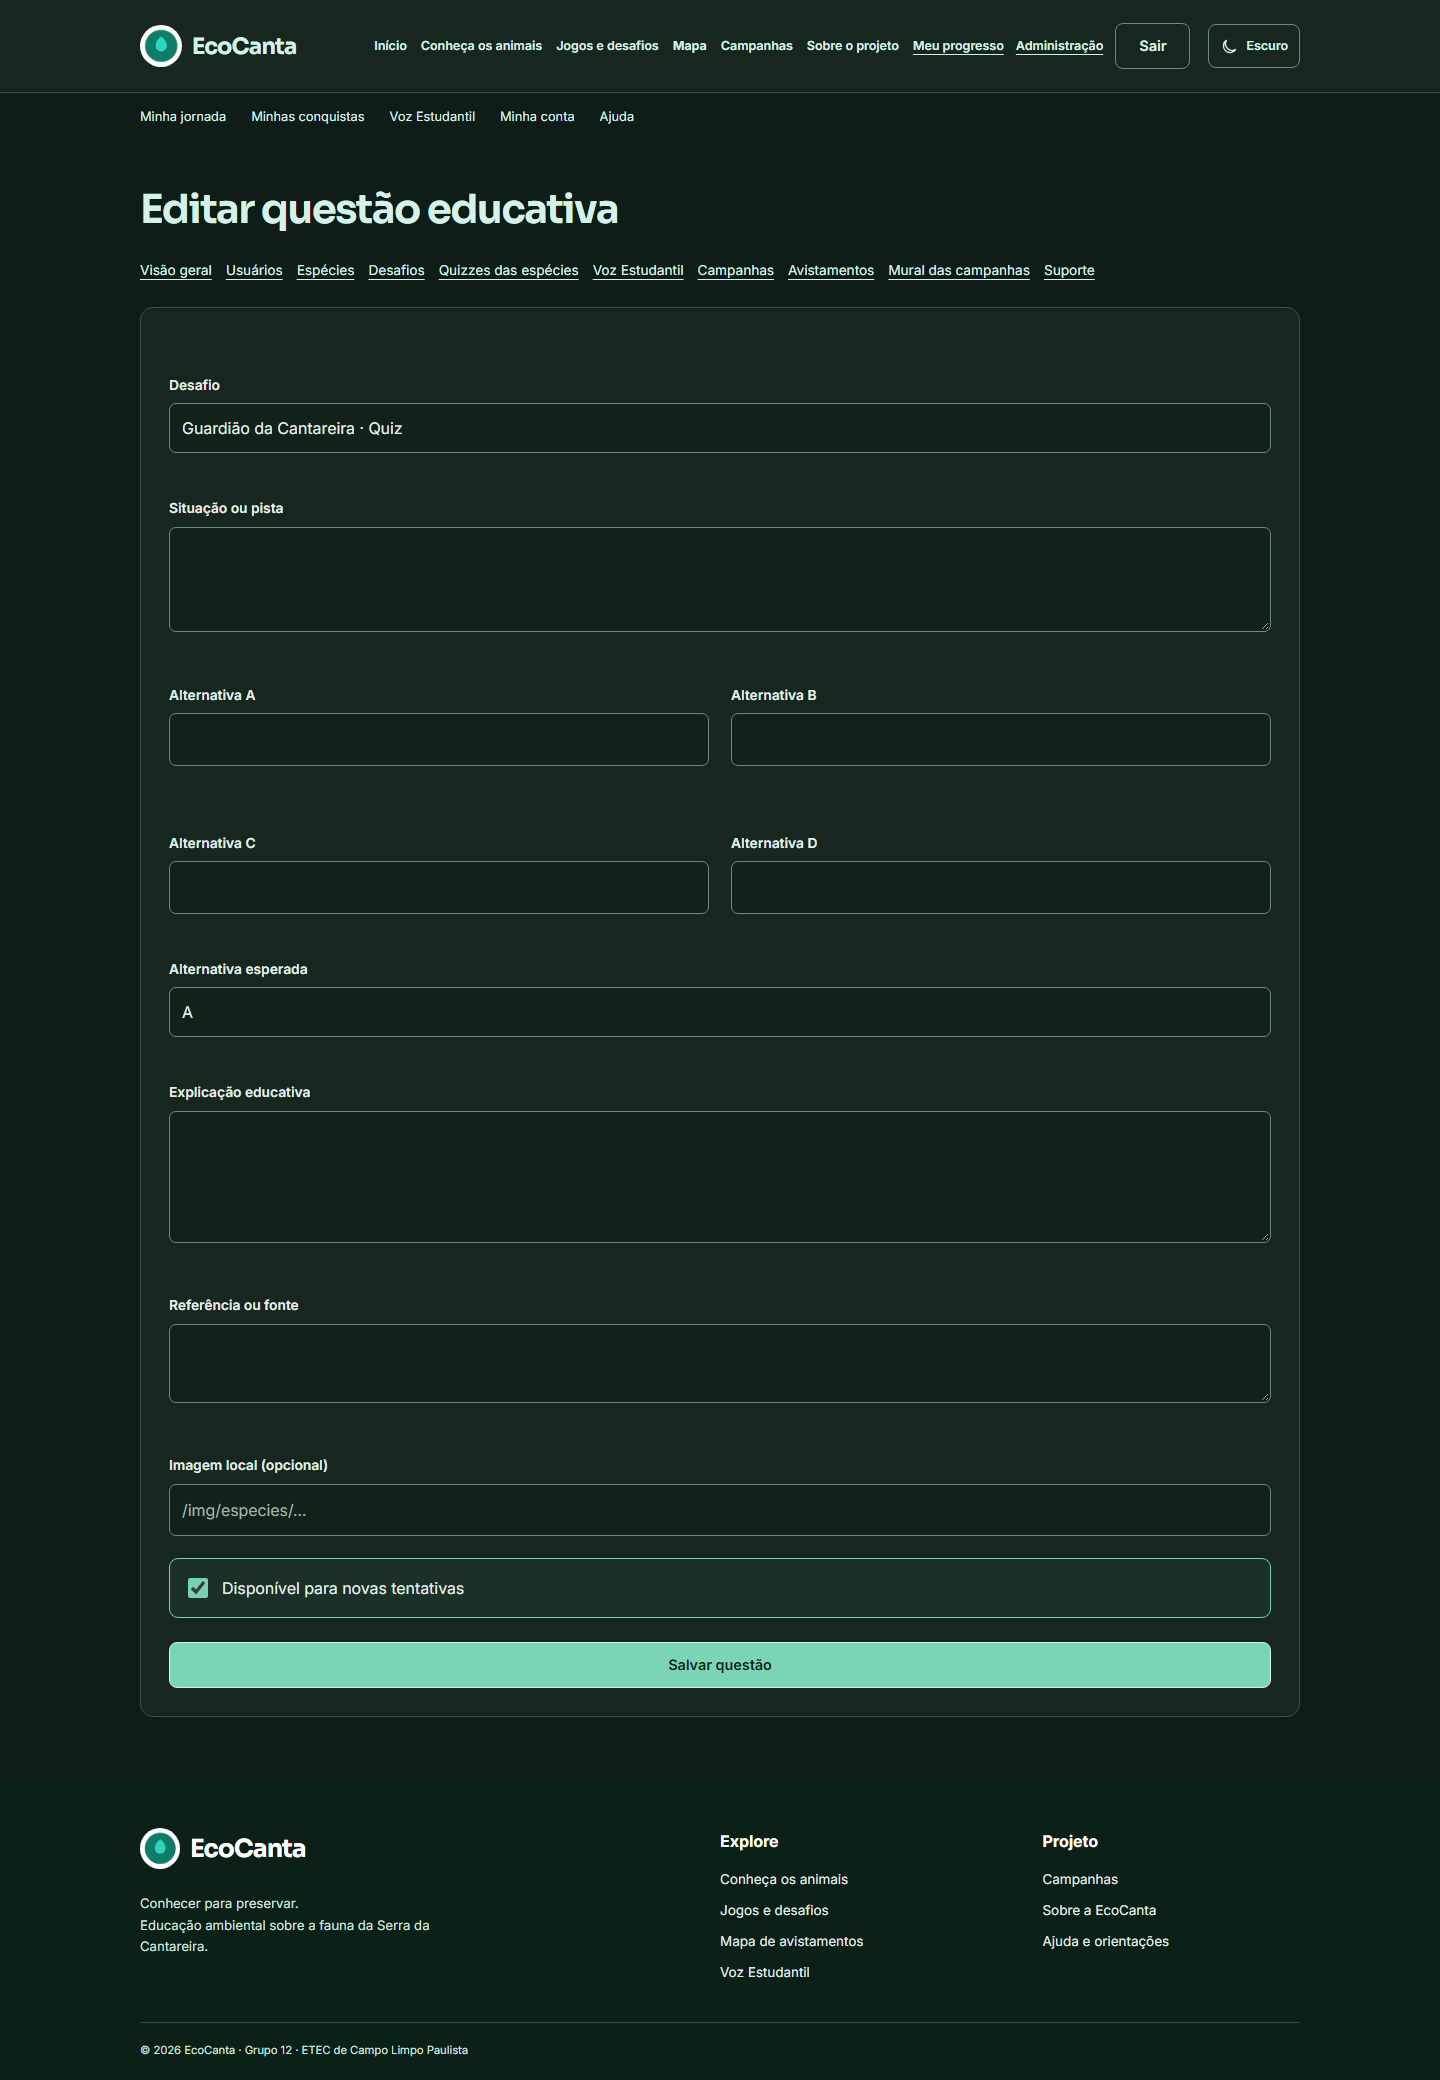 EcoCanta
Início Conheça os animais Jogos e desafios Mapa Campanhas Sobre o projeto Meu progresso Administração Sair Escuro
Minha jornada Minhas conquistas Voz Estudantil Minha conta Ajuda
Editar questão educativa
Visão geral Usuários Espécies Desafios Quizzes das espécies Voz Estudantil Campanhas Avistamentos Mural das campanhas Suporte
Desafio
Guardião da Cantareira · Quiz
Situação ou pista
Alternativa A Alternativa B
Alternativa C Alternativa D
Alternativa esperada
A
Explicação educativa
Referência ou fonte
Imagem local (opcional)
/img/especies/...
Disponível para novas tentativas
Salvar questão
EcoCanta
Conhecer para preservar.
Educação ambiental sobre a fauna da Serra da
Cantareira.
Explore
Conheça os animais
Jogos e desafios
Mapa de avistamentos
Voz Estudantil
Projeto
Campanhas
Sobre a EcoCanta
Ajuda e orientações
© 2026 EcoCanta · Grupo 12 · ETEC de Campo Limpo Paulista